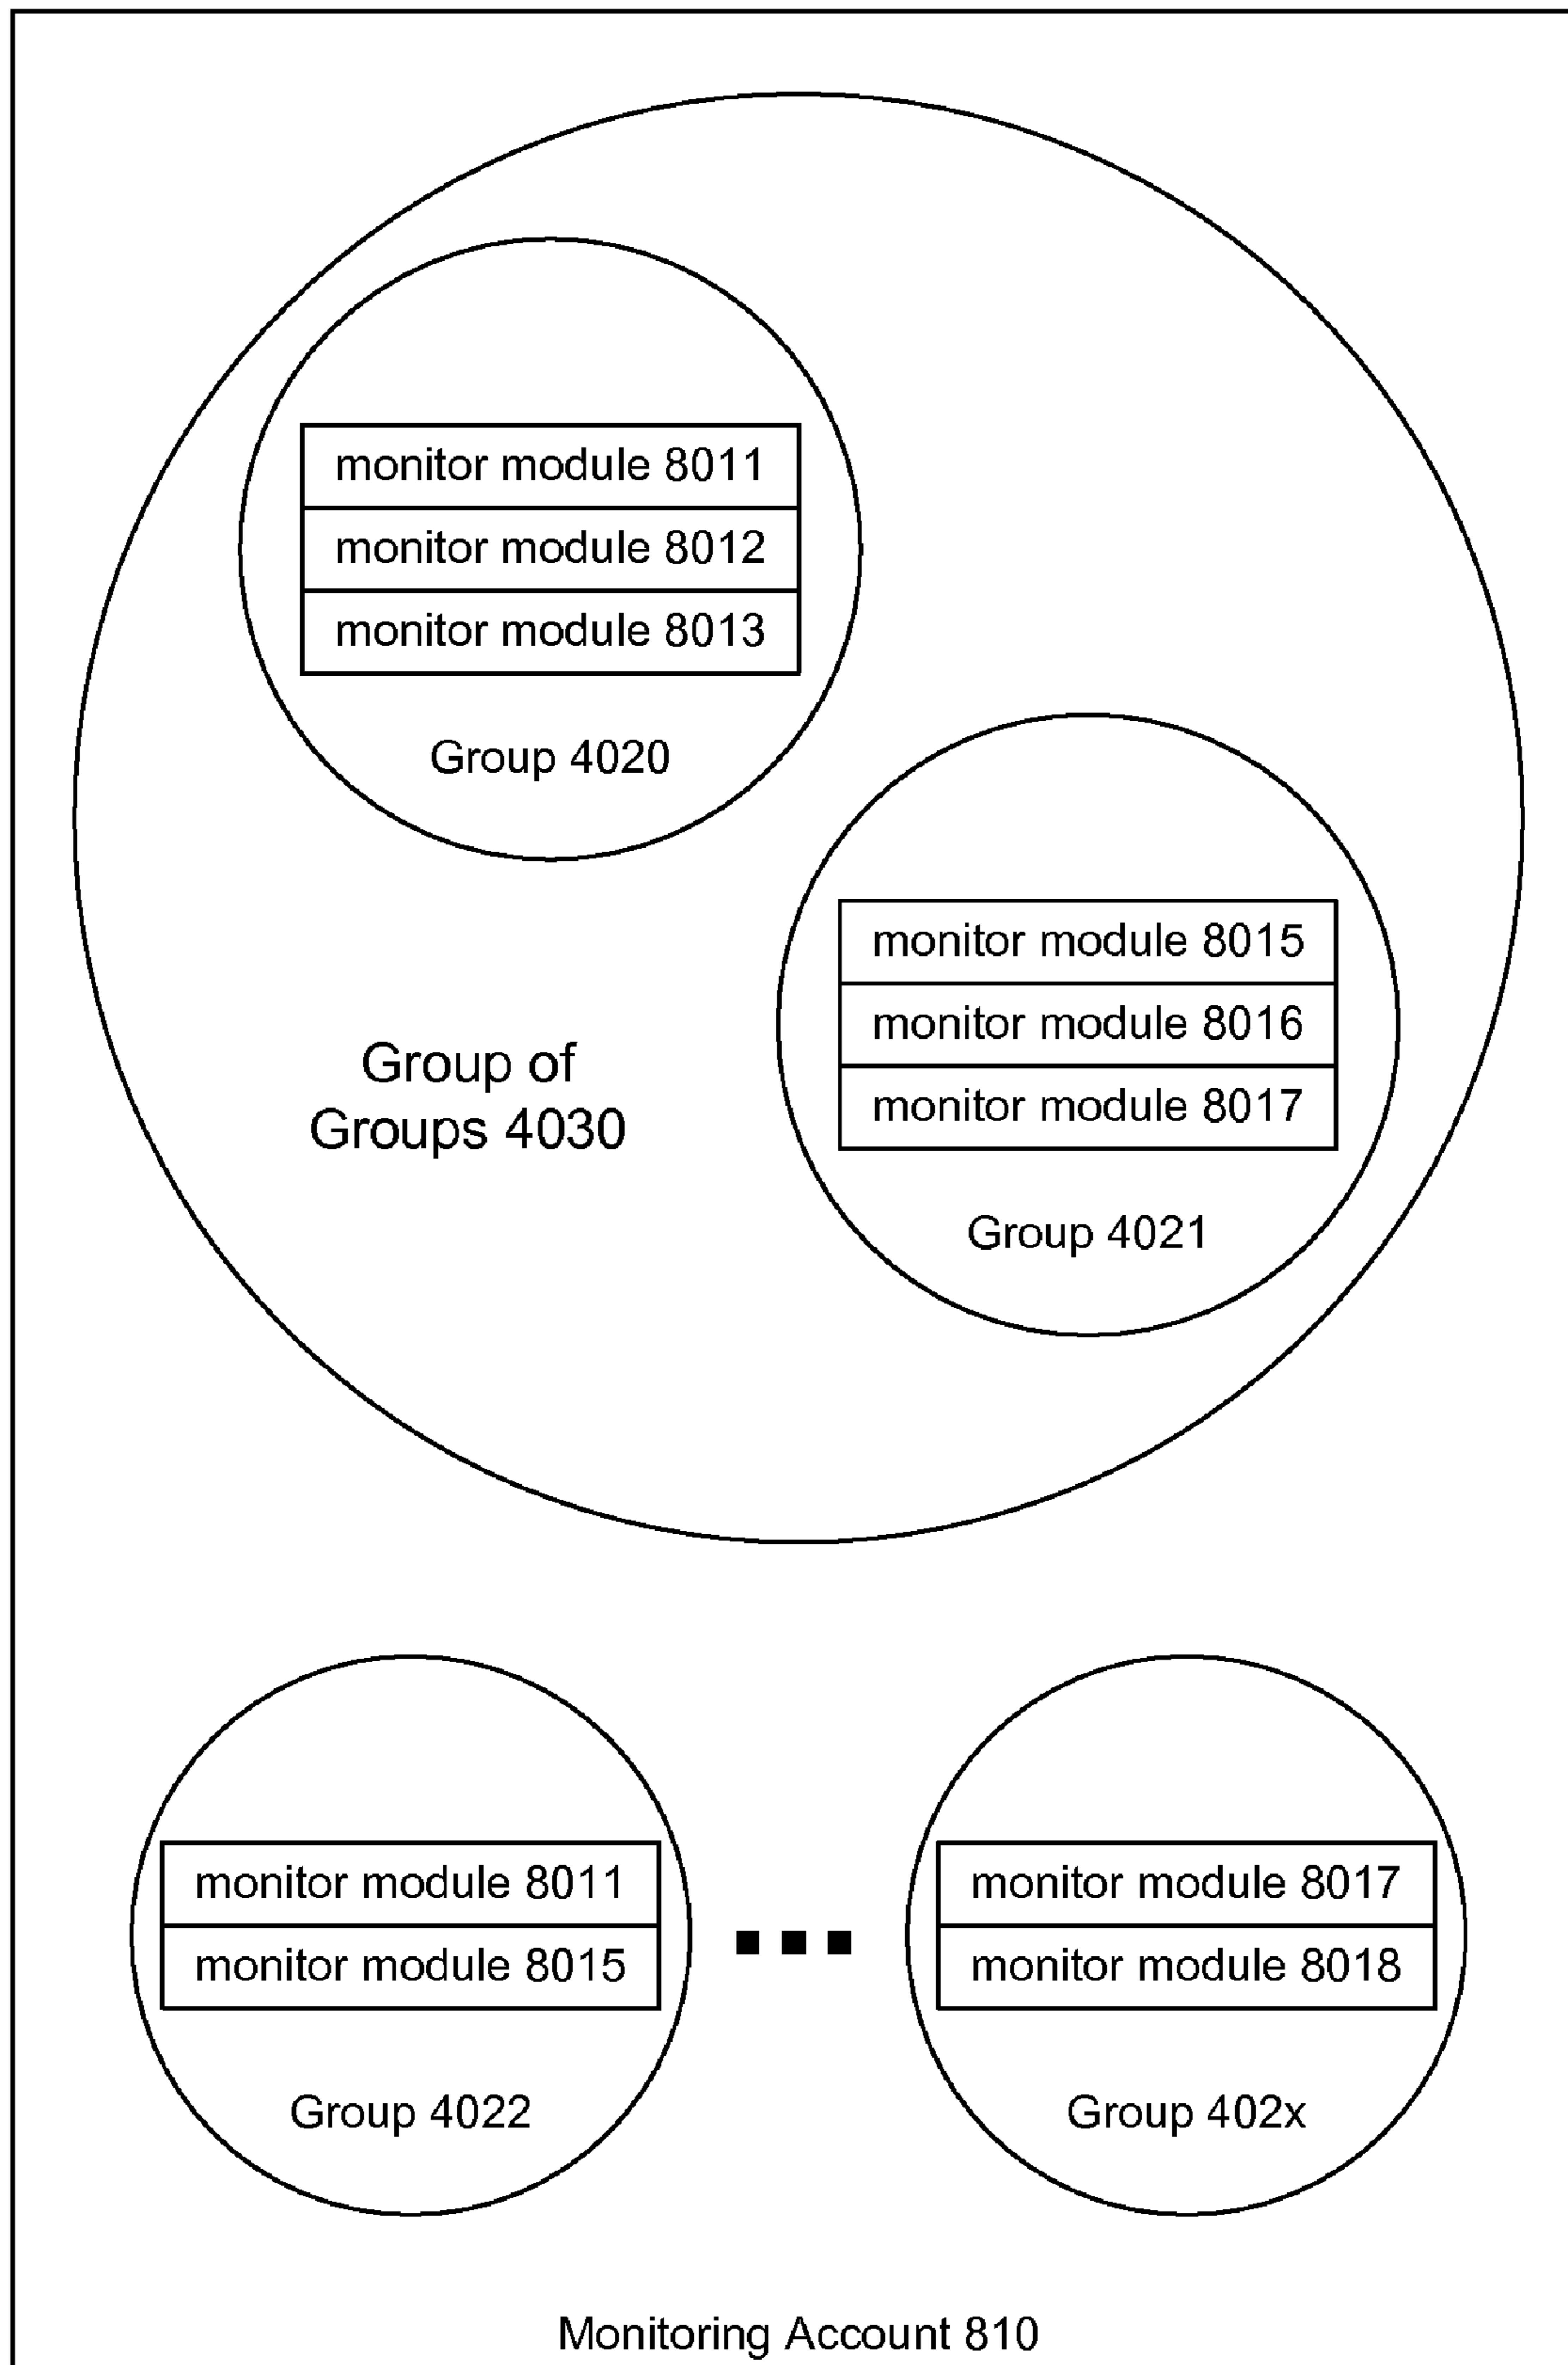 monitor module 8011
monitor module 8012
monitor module 8013
Group 4020
monitor module 8015
monitor module 8016
monitor module 8017
Group 4021
Group of
Groups 4030
monitor module 8011
monitor module 8015
Group 4022
monitor module 8017
monitor module 8018
Group 402x
Monitoring Account 810